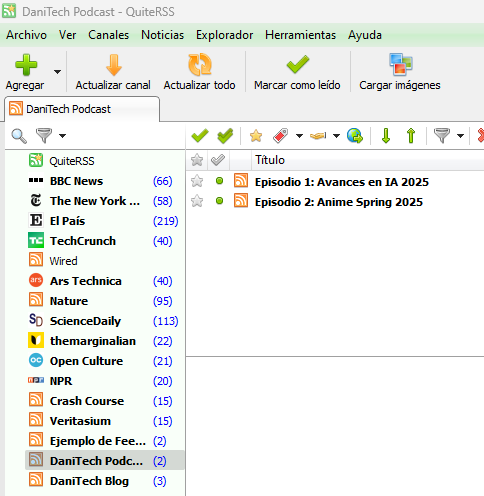 DaniTech Podcast - QuiteRSS
Archivo Ver Canales Noticias Explorador Herramientas Ayuda
Agregar Actualizar canal Actualizar todo Marcar como leído Cargar imágenes
DaniTech Podcast
Título
QuiteRSS
BBC News (66)
The New York ... (58)
El País (219)
TechCrunch (40)
Wired
Ars Technica (40)
Nature (95)
ScienceDaily (113)
themarginalian (22)
Open Culture (21)
NPR (20)
Crash Course (15)
Veritasium (15)
Ejemplo de Fee... (2)
DaniTech Podc... (2)
DaniTech Blog (3)
Episodio 1: Avances en IA 2025
Episodio 2: Anime Spring 2025